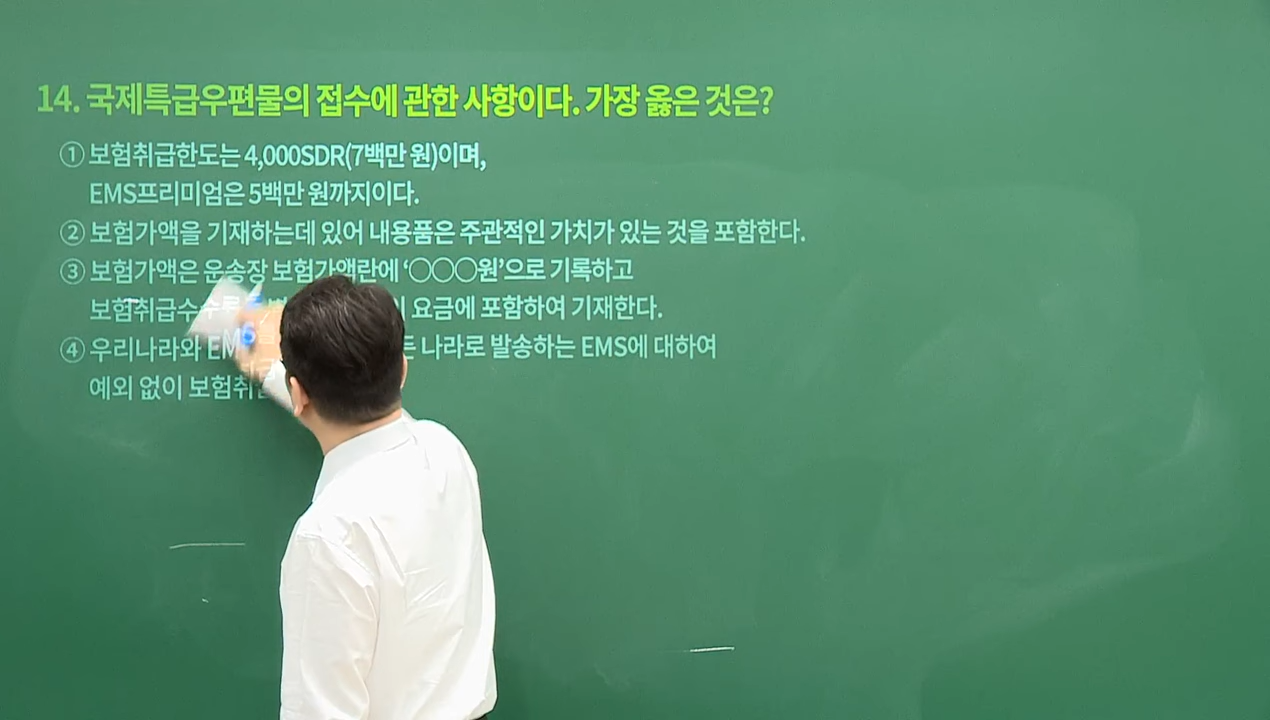 14. 국제특급우편물의 접수에 관한 사항이다. 가장 옳은 것은?
① 보험취급한도는 4,000SDR(7백만 원)이며,
EMS프리미엄은 5백만 원까지이다.
② 보험가액을 기재하는데 있어 내용품은 주관적인 가치가 있는 것을 포함한다.
③ 보험가액은 운송장 보험가액란에 ‘○○○원’으로 기록하고
보험취급수수료 요금에 포함하여 기재한다.
④ 우리나라와 나라로 발송하는 EMS에 대하여
예외 없이